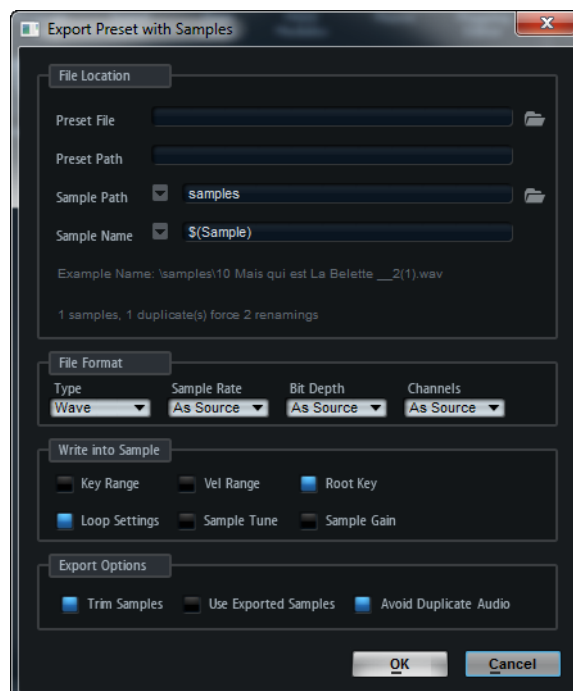 Export Preset with Samples
File Location
Preset File
Preset Path
Sample Path samples
Sample Name $(Sample)
Example Name: \samples\10 Mais qui est La Belette __2(1).wav
1 samples, 1 duplicate(s) force 2 renamings
File Format
Type Sample Rate Bit Depth Channels
Wave As Source As Source As Source
Write into Sample
Key Range Vel Range Root Key
Loop Settings Sample Tune Sample Gain
Export Options
Trim Samples Use Exported Samples Avoid Duplicate Audio
OK Cancel